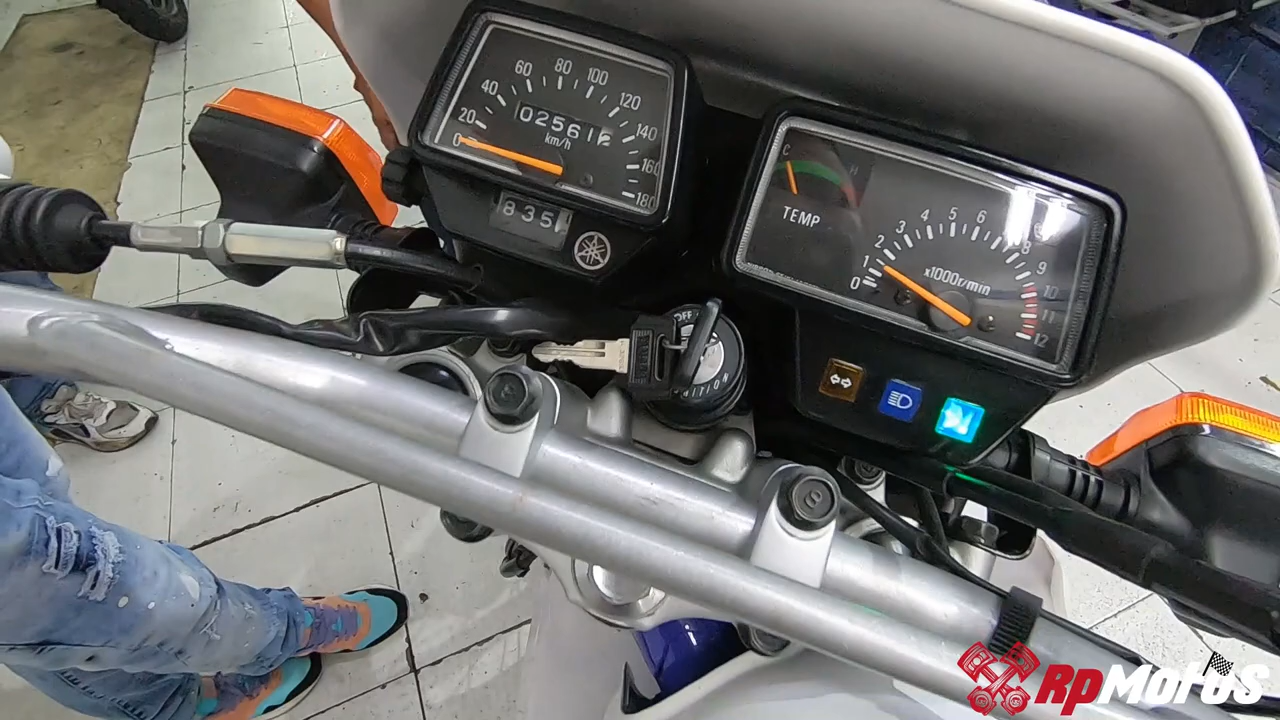 0 20 40 60 80 100 120 140 160 180
02561
km/h
835
C H
TEMP
0 1 2 3 4 5 6 8 9 10 11 12
x1000r/min
OFF
RpMotos